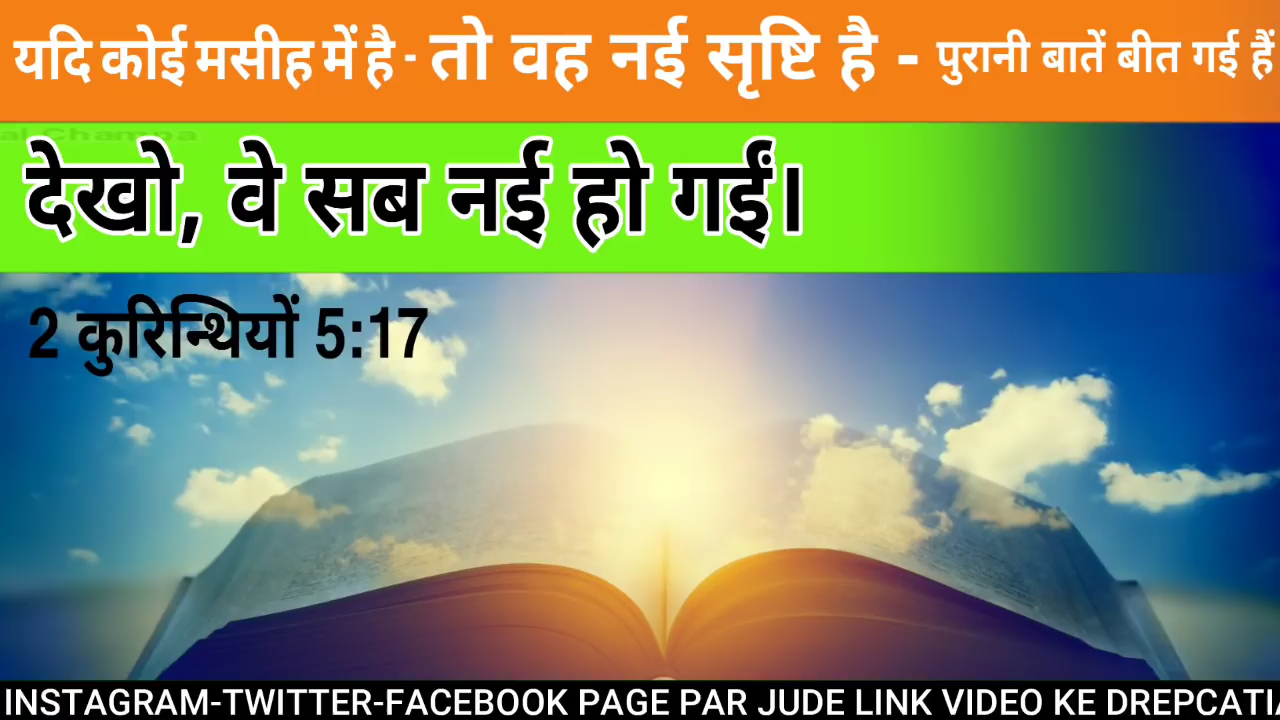 यदि कोई मसीह में है - तो वह नई सृष्टि है - पुरानी बातें बीत गई हैं
देखो, वे सब नई हो गईं।
2 कुरिन्थियों 5:17
INSTAGRAM-TWITTER-FACEBOOK PAGE PAR JUDE LINK VIDEO KE DREPCATI